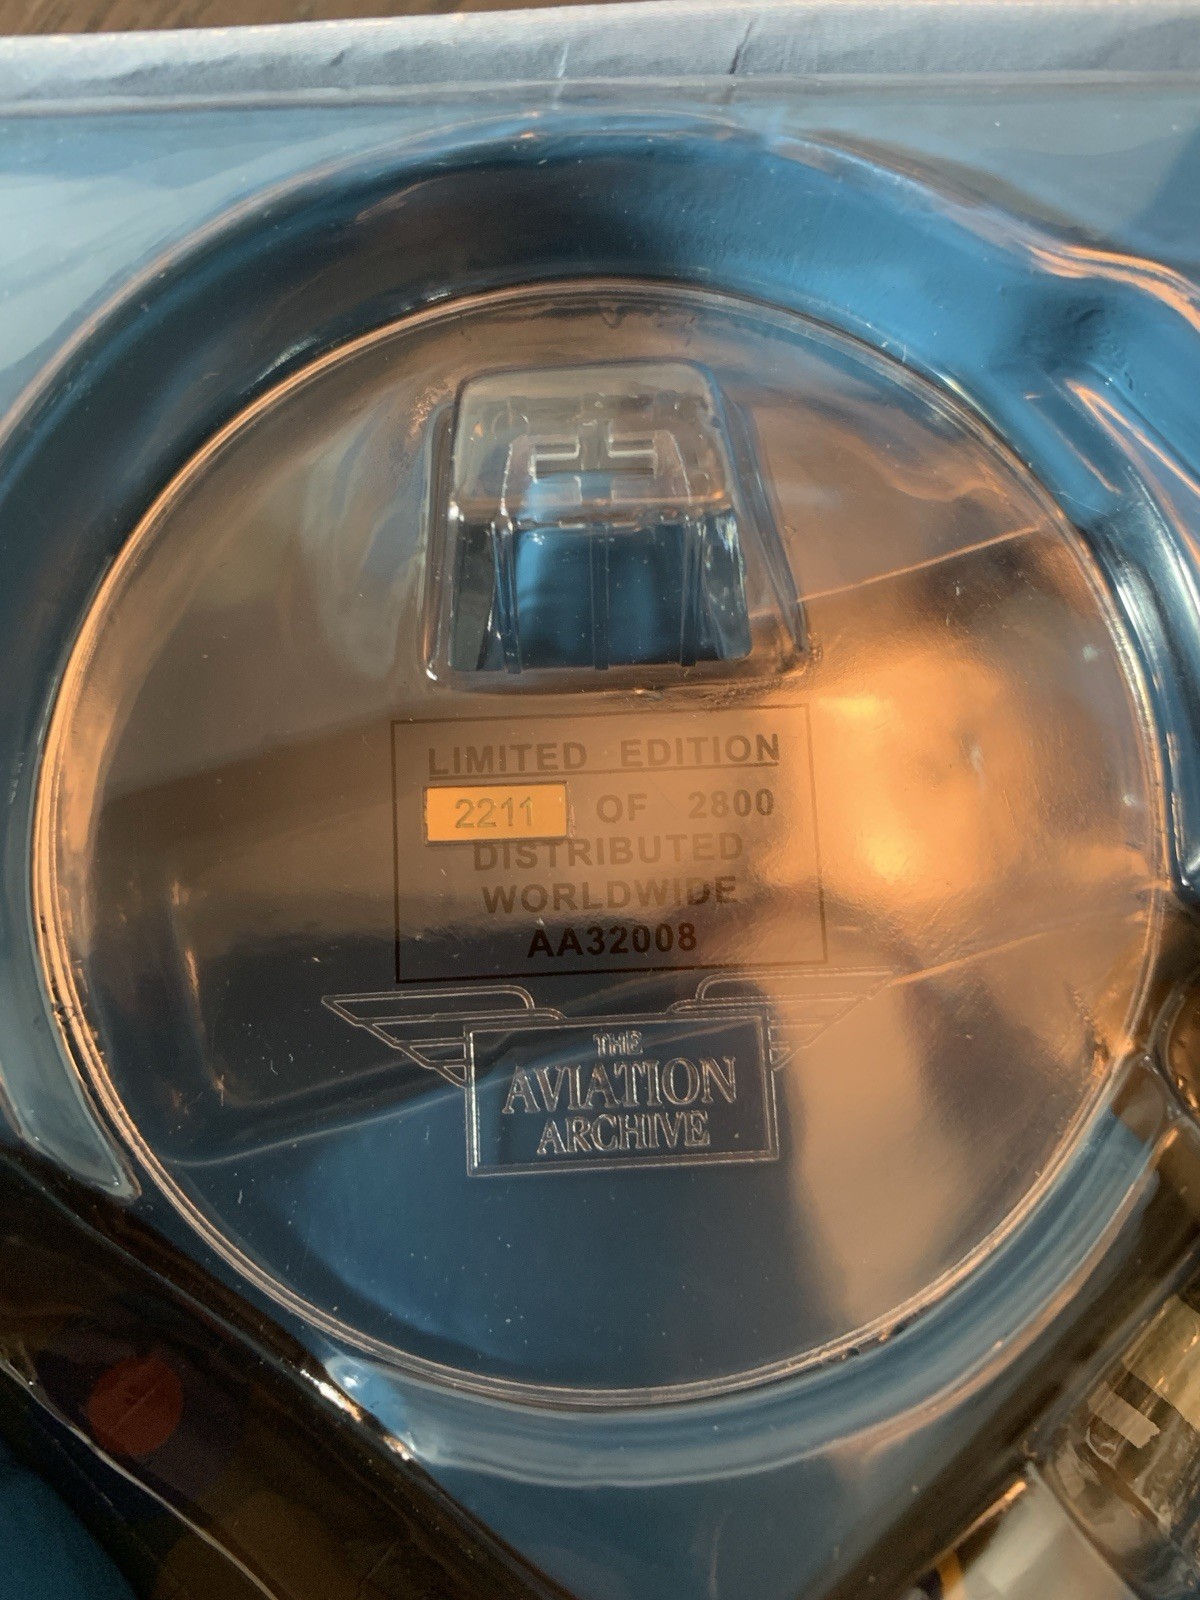 LIMITED EDITION
2211 OF 2800
DISTRIBUTED
WORLDWIDE
AA32008
THE
AVIATION
ARCHIVE